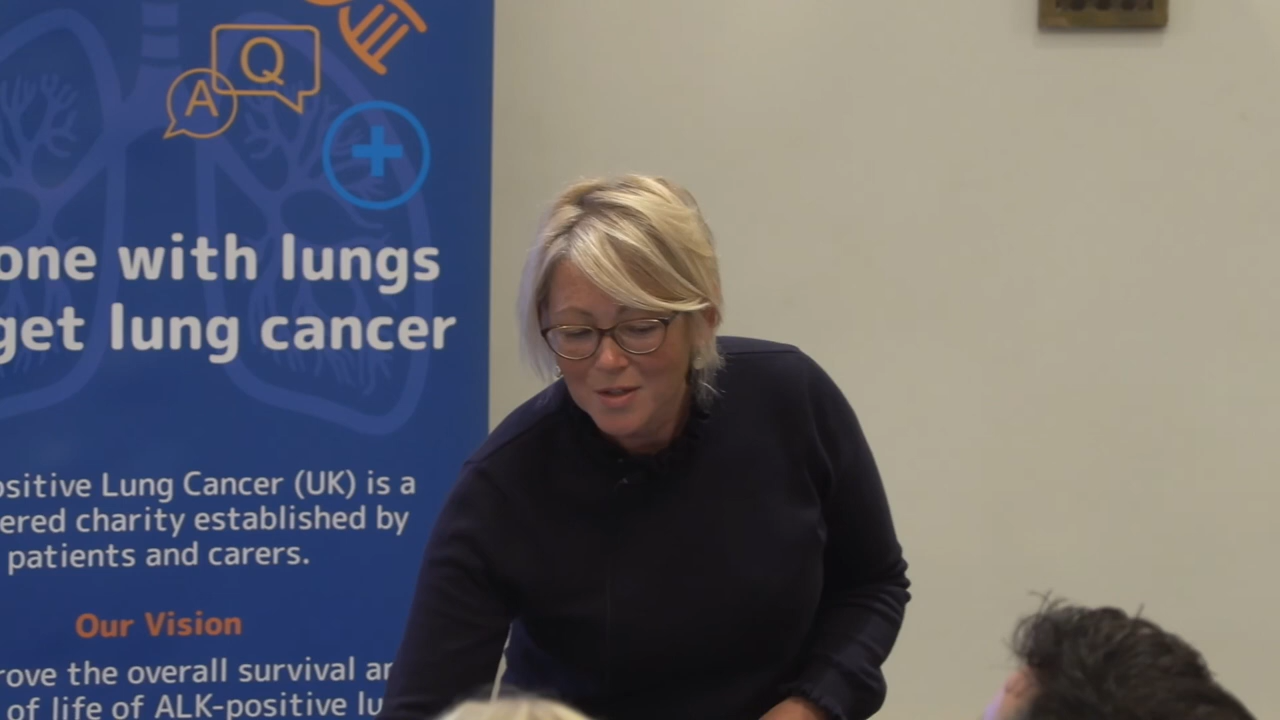 Q
A
one with lungs
get lung cancer
ositive Lung Cancer (UK) is a
ered charity established by
patients and carers.
Our Vision
rove the overall survival an
of life of ALK-positive lu